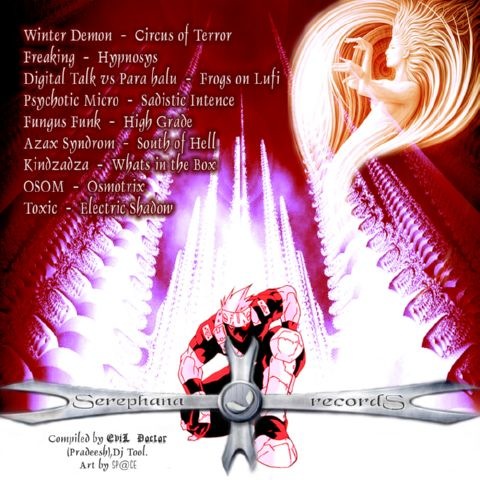 Winter Demon - Circus of Terror
Freaking - Hypnosys
Digital Talk vs Para halu - Frogs on Lufi
Psychotic Micro - Sadistic Intence
Fungus Funk - High Grade
Azax Syndrom - South of Hell
Kindzadza - Whats in the Box
OSOM - Osmotrix
Toxic - Electric Shadow
Serephana recordS
Compiled by EviL Doctor
(Pradeesh),Dj Tool.
Art by SP@CE